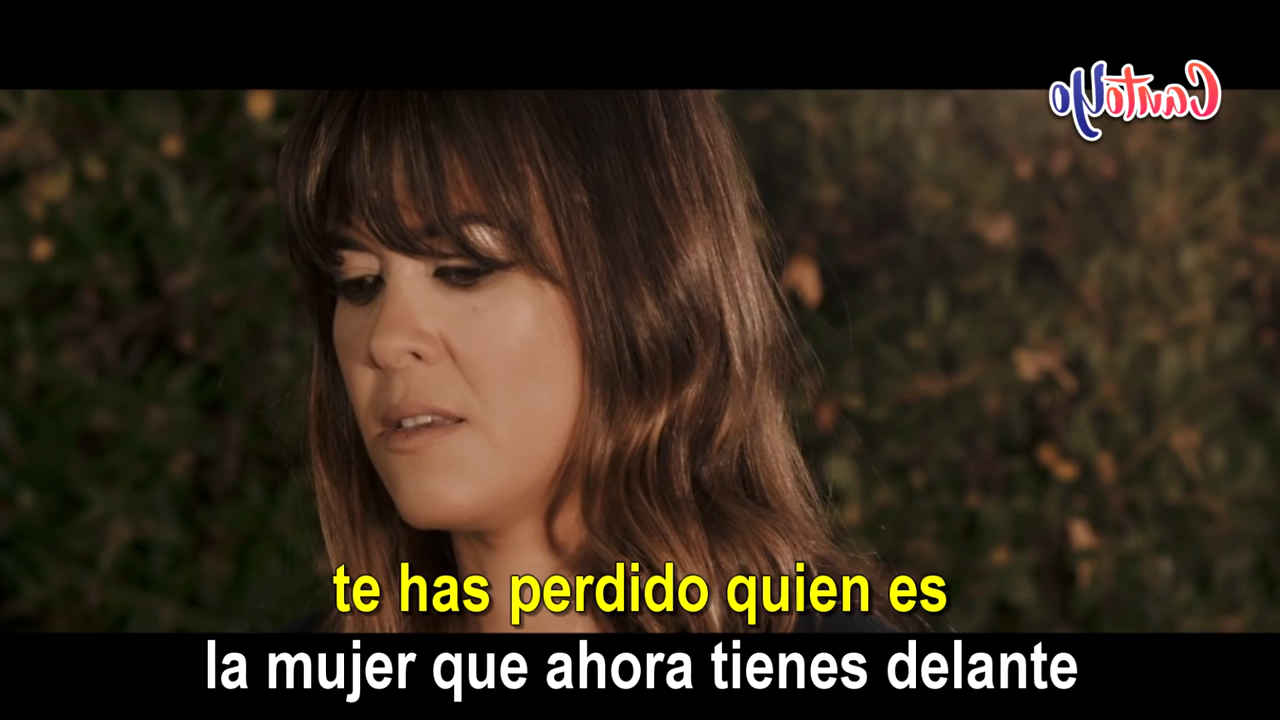 CantoYo
te has perdido quien es
la mujer que ahora tienes delante